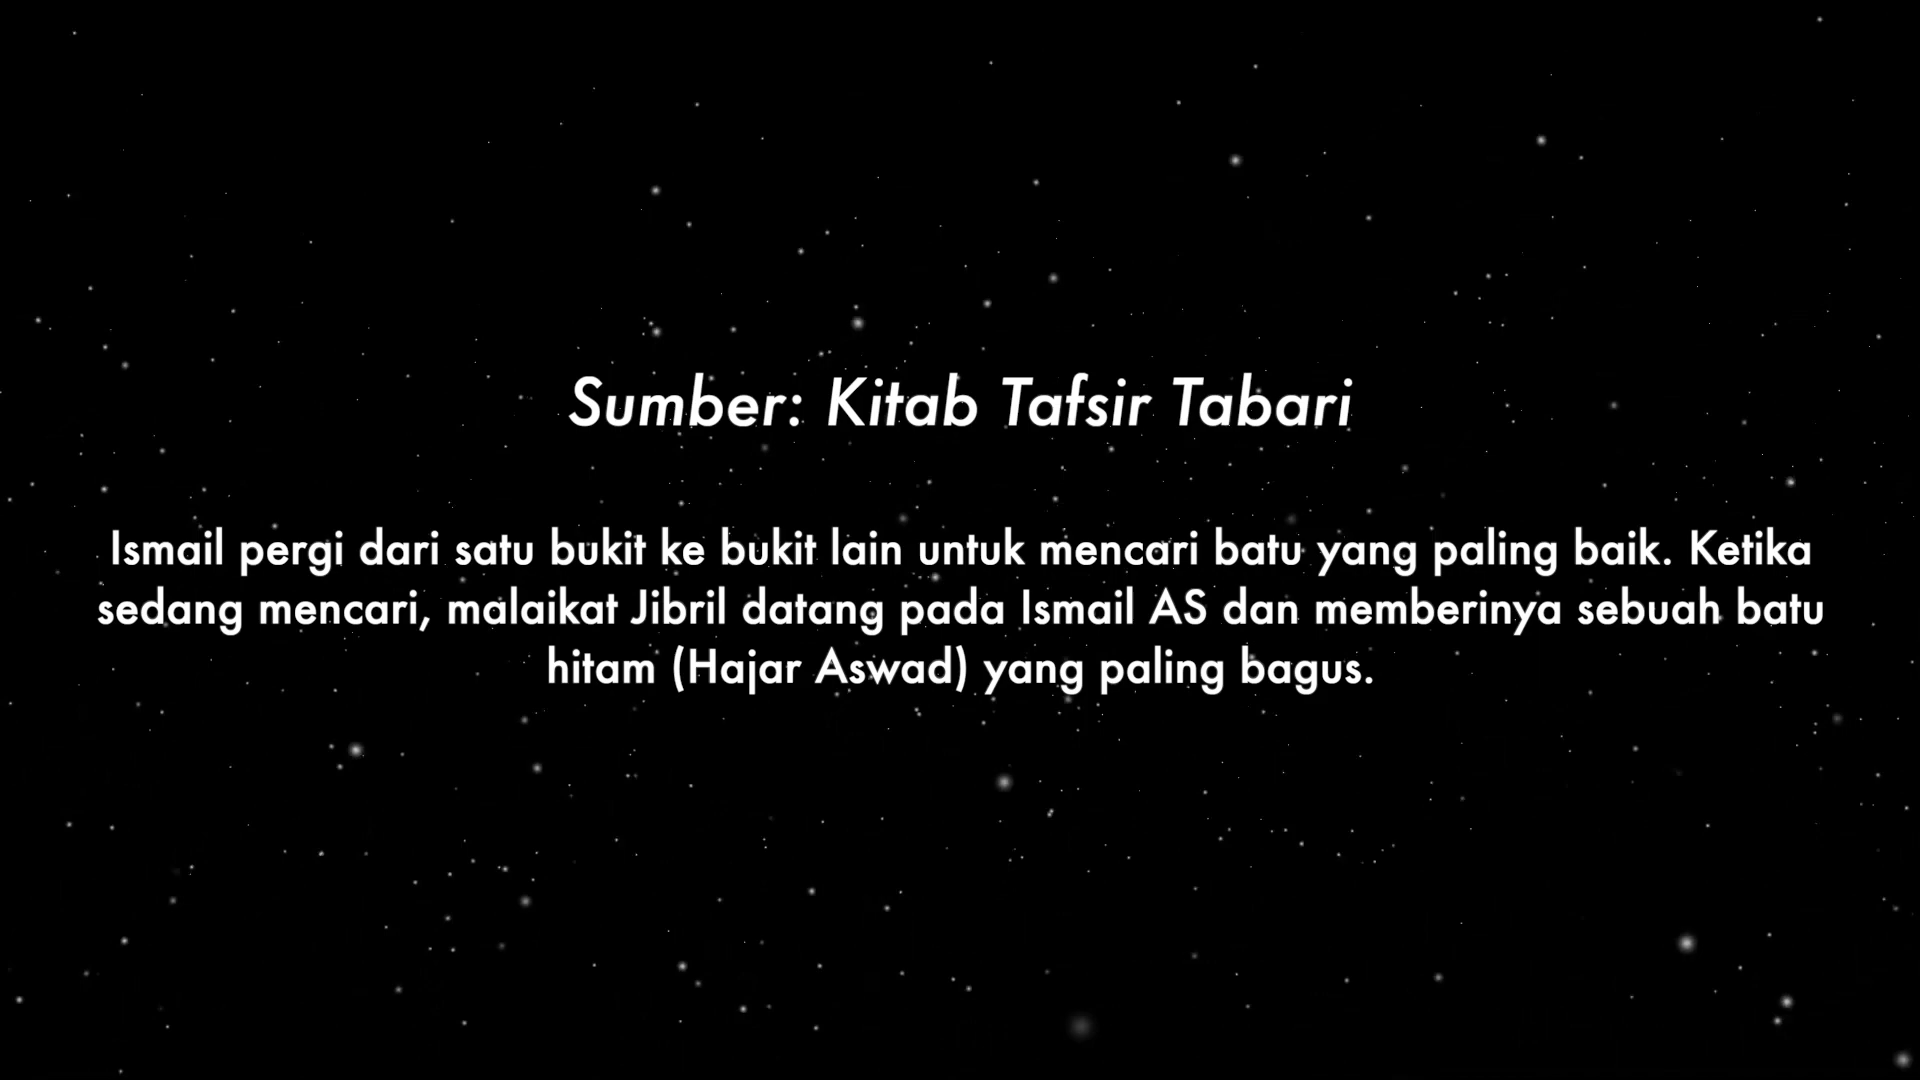 Sumber: Kitab Tafsir Tabari
Ismail pergi dari satu bukit ke bukit lain untuk mencari batu yang paling baik. Ketika
sedang mencari, malaikat Jibril datang pada Ismail AS dan memberinya sebuah batu
hitam (Hajar Aswad) yang paling bagus.